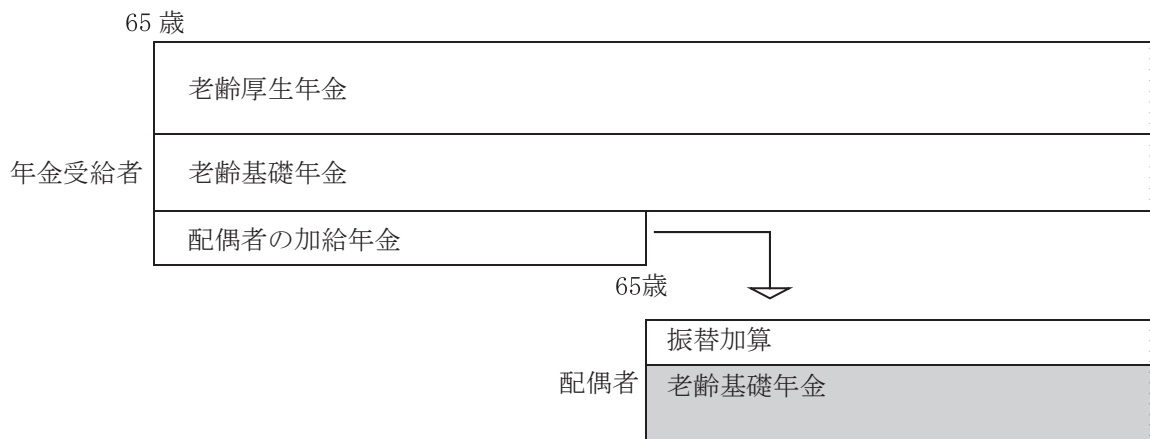 65 歳
老齢厚生年金
年金受給者
老齢基礎年金
配偶者の加給年金
65歳
振替加算
配偶者
老齢基礎年金